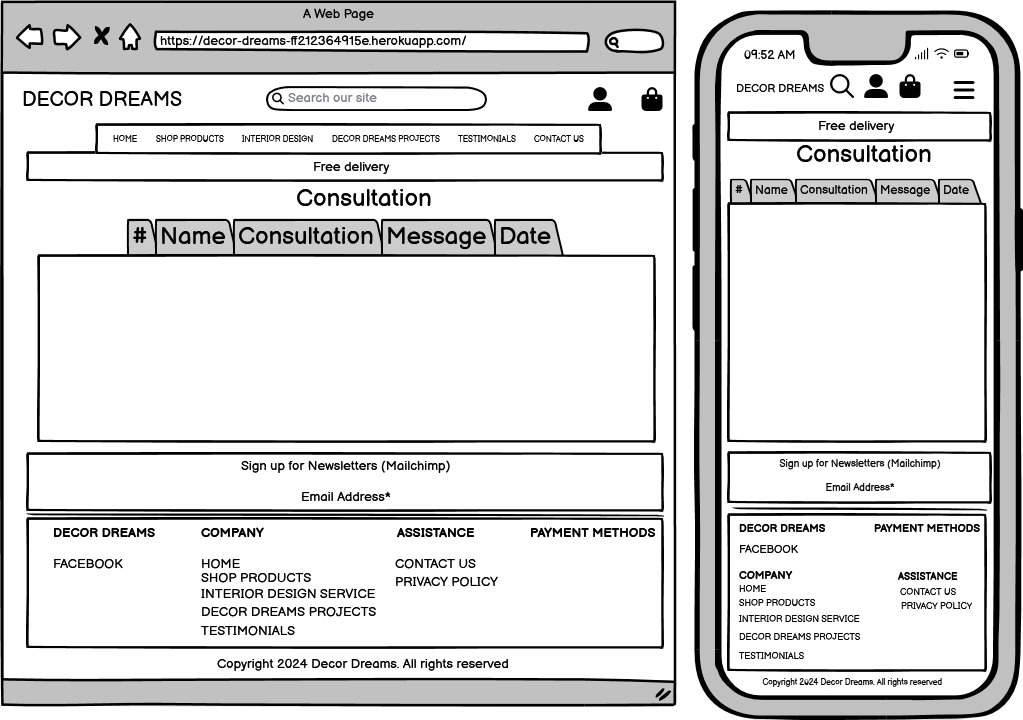 A Web Page
https://decor-dreams-ff212364915e.herokuapp.com/
DECOR DREAMS
Search our site
HOME SHOP PRODUCTS INTERIOR DESIGN DECOR DREAMS PROJECTS TESTIMONIALS CONTACT US
Free delivery
Consultation
# Name Consultation Message Date
Sign up for Newsletters (Mailchimp)
Email Address*
DECOR DREAMS COMPANY ASSISTANCE PAYMENT METHODS
FACEBOOK HOME CONTACT US
SHOP PRODUCTS PRIVACY POLICY
INTERIOR DESIGN SERVICE
DECOR DREAMS PROJECTS
TESTIMONIALS
Copyright 2024 Decor Dreams. All rights reserved
09:52 AM
DECOR DREAMS
Free delivery
Consultation
# Name Consultation Message Date
Sign up for Newsletters (Mailchimp)
Email Address*
DECOR DREAMS PAYMENT METHODS
FACEBOOK
COMPANY ASSISTANCE
HOME CONTACT US
SHOP PRODUCTS PRIVACY POLICY
INTERIOR DESIGN SERVICE
DECOR DREAMS PROJECTS
TESTIMONIALS
Copyright 2024 Decor Dreams. All rights reserved